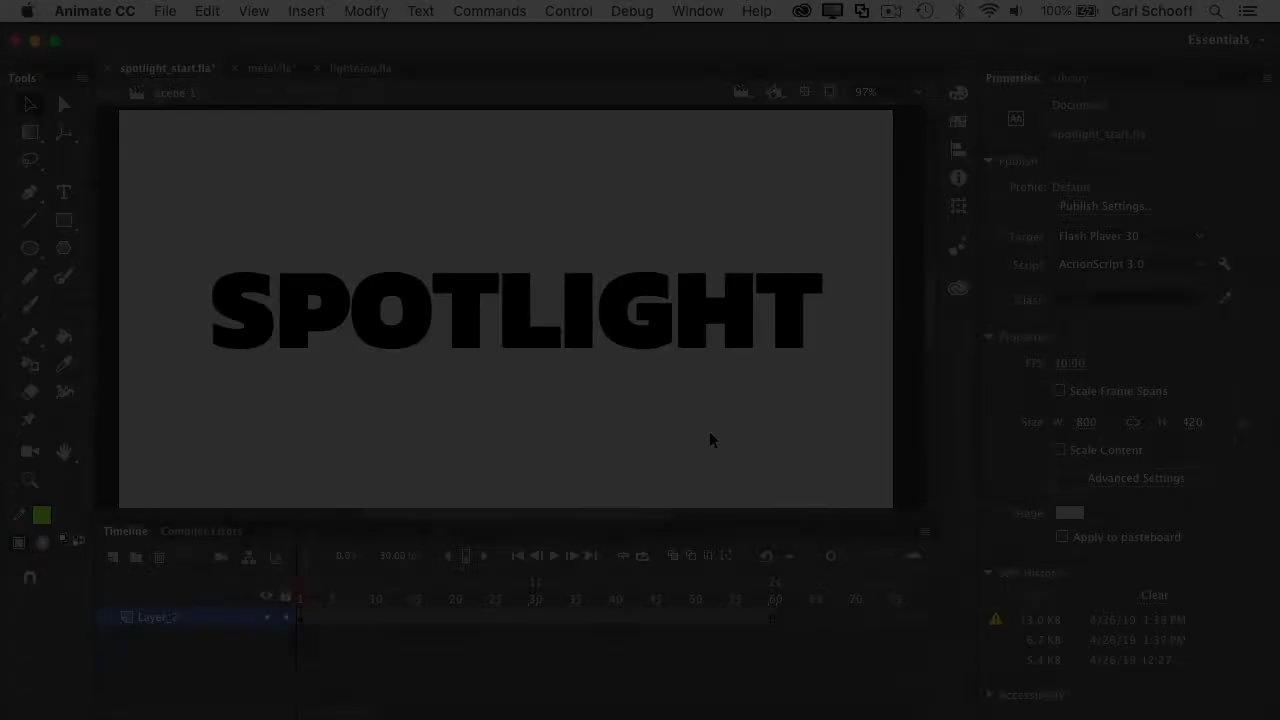 Animate CC File Edit View Insert Modify Text Commands Control Debug Window Help 100% Carl Schooff
Essentials
Tools spotlight_start.fla* metal.fla* lightning.fla Properties Library
scene 1 97%
Document
An spotlight_start.fla
Publish
Profile: Default
Publish Settings...
Target: Flash Player 30
Script: ActionScript 3.0
Class:
SPOTLIGHT
Properties
FPS: 30.00
Scale Frame Spans
Size: W: 800 H: 420
Scale Content
Advanced Settings
Stage:
Apply to pasteboard
Timeline Compiler Errors
SWF History
Clear
13.0 KB 4/26/19 1:38 PM
6.7 KB 4/26/19 1:37 PM
5.4 KB 4/26/19 12:27...
Accessibility
30.00 fps
1s 2s
1 5 10 15 20 25 30 35 40 45 50 55 60 65 70
Layer_2